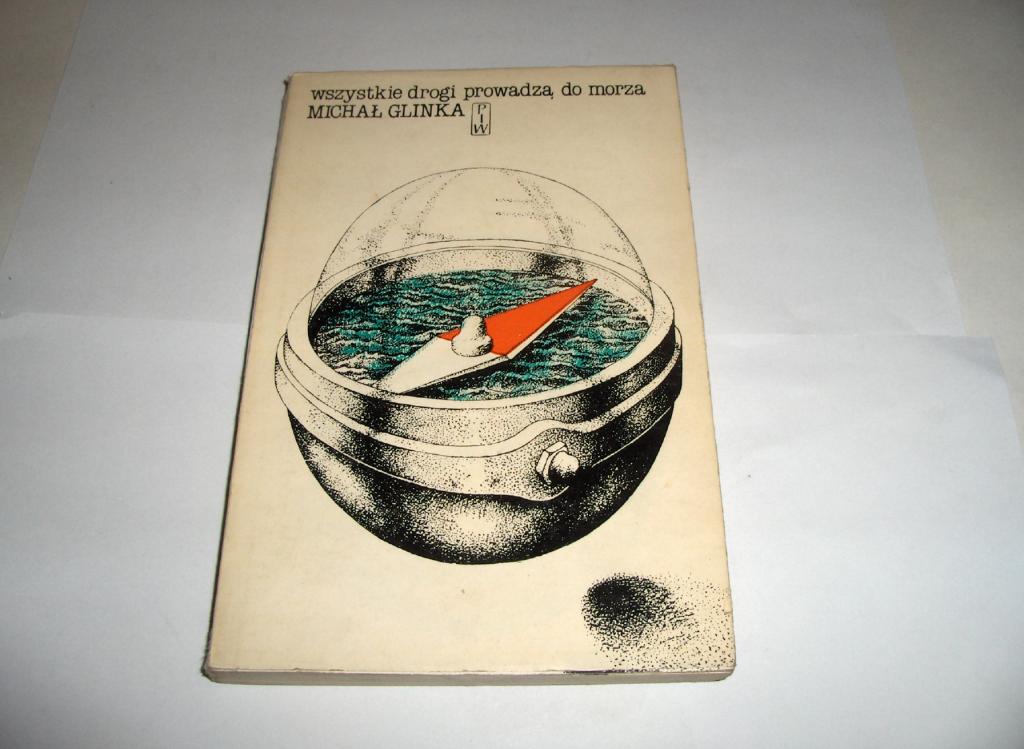 wszystkie drogi prowadzą do morza
MICHAŁ GLINKA
PIW